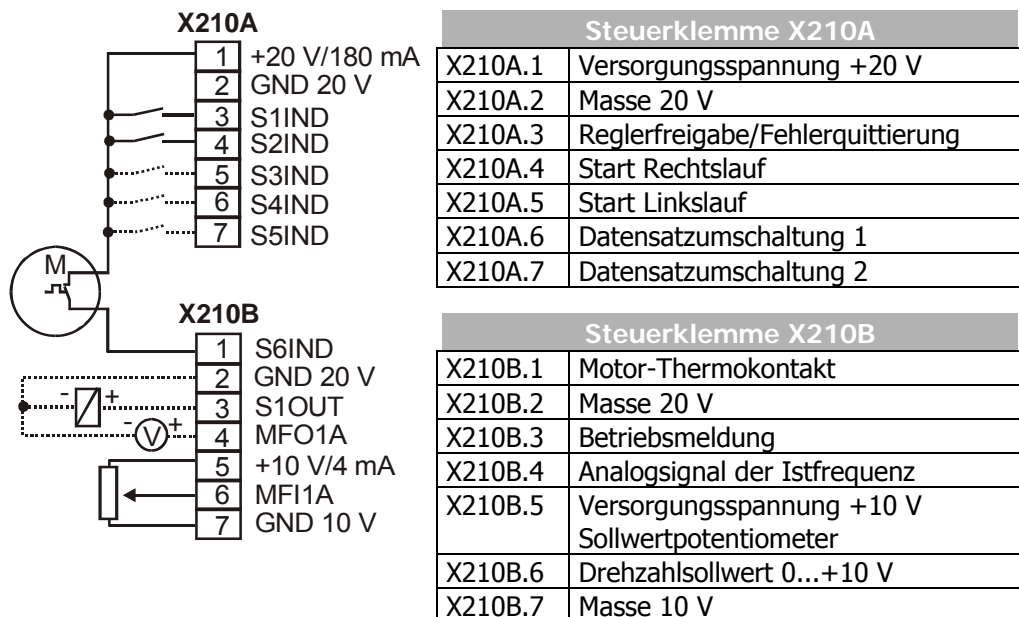 X210A
1 +20 V/180 mA
2 GND 20 V
3 S1IND
4 S2IND
5 S3IND
6 S4IND
7 S5IND
M
X210B
1 S6IND
2 GND 20 V
- + 3 S1OUT
- V + 4 MFO1A
5 +10 V/4 mA
6 MFI1A
7 GND 10 V
Steuerklemme X210A
X210A.1 Versorgungsspannung +20 V
X210A.2 Masse 20 V
X210A.3 Reglerfreigabe/Fehlerquittierung
X210A.4 Start Rechtslauf
X210A.5 Start Linkslauf
X210A.6 Datensatzumschaltung 1
X210A.7 Datensatzumschaltung 2
Steuerklemme X210B
X210B.1 Motor-Thermokontakt
X210B.2 Masse 20 V
X210B.3 Betriebsmeldung
X210B.4 Analogsignal der Istfrequenz
X210B.5 Versorgungsspannung +10 V
Sollwertpotentiometer
X210B.6 Drehzahlsollwert 0...+10 V
X210B.7 Masse 10 V